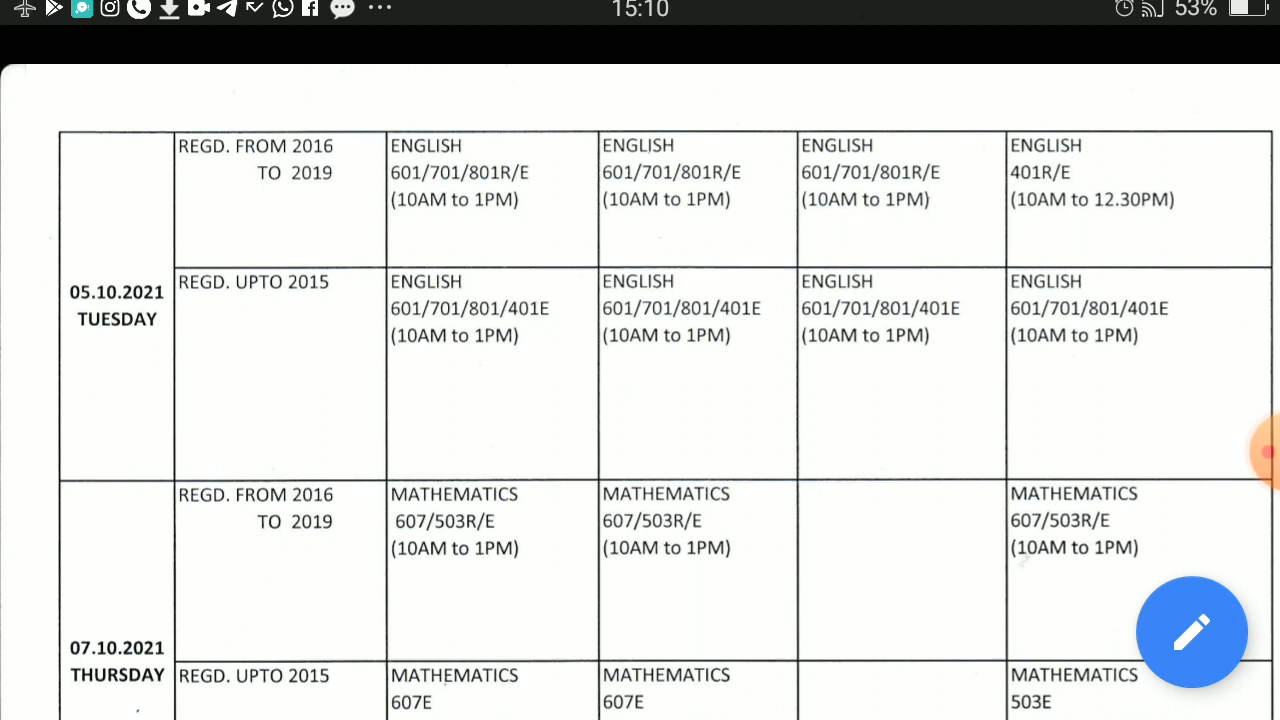 15:10
53%
REGD. FROM 2016
TO 2019
ENGLISH
601/701/801R/E
(10AM to 1PM)
ENGLISH
601/701/801R/E
(10AM to 1PM)
ENGLISH
601/701/801R/E
(10AM to 1PM)
ENGLISH
401R/E
(10AM to 12.30PM)
05.10.2021
TUESDAY
REGD. UPTO 2015
ENGLISH
601/701/801/401E
(10AM to 1PM)
ENGLISH
601/701/801/401E
(10AM to 1PM)
ENGLISH
601/701/801/401E
(10AM to 1PM)
ENGLISH
601/701/801/401E
(10AM to 1PM)
REGD. FROM 2016
TO 2019
MATHEMATICS
607/503R/E
(10AM to 1PM)
MATHEMATICS
607/503R/E
(10AM to 1PM)
MATHEMATICS
607/503R/E
(10AM to 1PM)
07.10.2021
THURSDAY
REGD. UPTO 2015
MATHEMATICS
607E
MATHEMATICS
607E
MATHEMATICS
503E